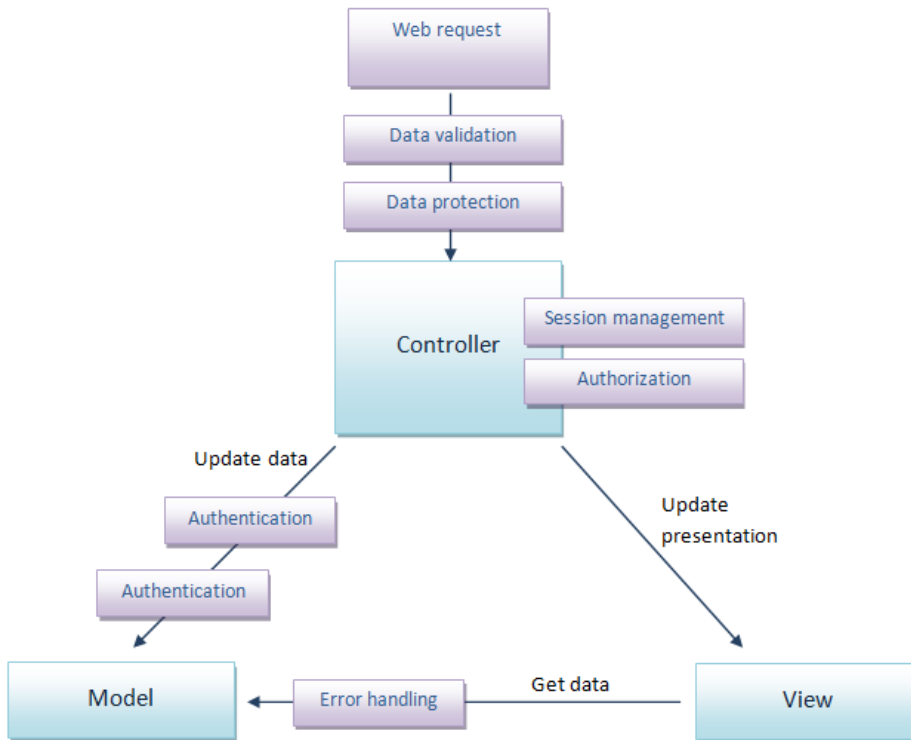 Web request
Data validation
Data protection
Controller
Session management
Authorization
Update data
Update
presentation
Authentication
Authentication
Model
Error handling
Get data
View